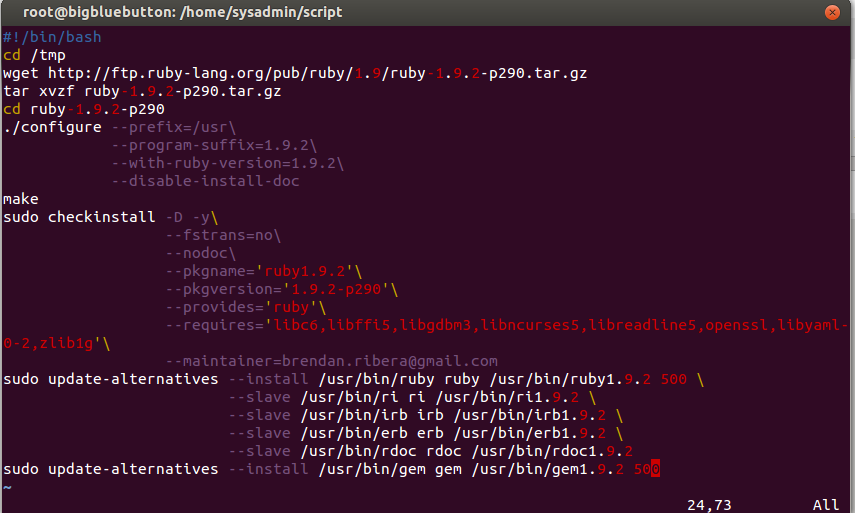 root@bigbluebutton: /home/sysadmin/script
#!/bin/bash
cd /tmp
wget http://ftp.ruby-lang.org/pub/ruby/1.9/ruby-1.9.2-p290.tar.gz
tar xvzf ruby-1.9.2-p290.tar.gz
cd ruby-1.9.2-p290
./configure --prefix=/usr\
            --program-suffix=1.9.2\
            --with-ruby-version=1.9.2\
            --disable-install-doc
make
sudo checkinstall -D -y\
                  --fstrans=no\
                  --nodoc\
                  --pkgname='ruby1.9.2'\
                  --pkgversion='1.9.2-p290'\
                  --provides='ruby'\
                  --requires='libc6,libffi5,libgdbm3,libncurses5,libreadline5,openssl,libyaml-
0-2,zlib1g'\
                  --maintainer=brendan.ribera@gmail.com
sudo update-alternatives --install /usr/bin/ruby ruby /usr/bin/ruby1.9.2 500 \
                         --slave /usr/bin/ri ri /usr/bin/ri1.9.2 \
                         --slave /usr/bin/irb irb /usr/bin/irb1.9.2 \
                         --slave /usr/bin/erb erb /usr/bin/erb1.9.2 \
                         --slave /usr/bin/rdoc rdoc /usr/bin/rdoc1.9.2
sudo update-alternatives --install /usr/bin/gem gem /usr/bin/gem1.9.2 500
~
24,73 All